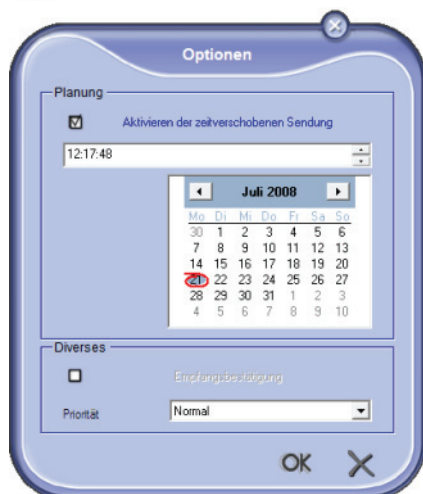 Optionen
Planung
Aktivieren der zeitverschobenen Sendung
12:17:48
Juli 2008
Mo Di Mi Do Fr Sa So
30 1 2 3 4 5 6
7 8 9 10 11 12 13
14 15 16 17 18 19 20
21 22 23 24 25 26 27
28 29 30 31 1 2 3
4 5 6 7 8 9 10
Diverses
Empfangsbestätigung
Priorität Normal
OK